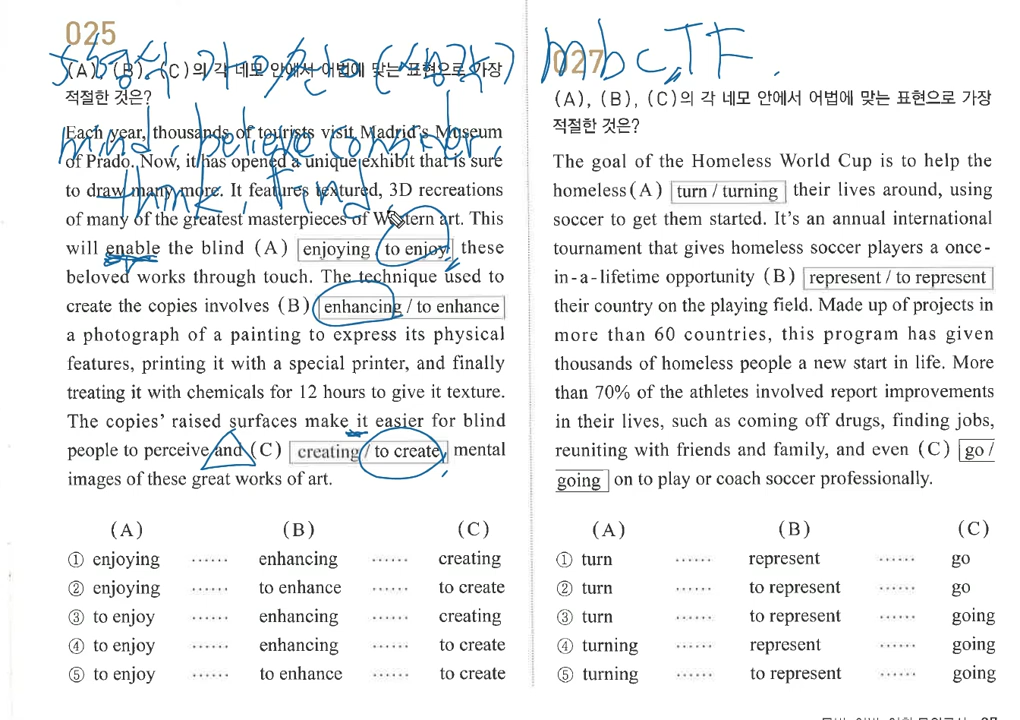 025
(A), (B), (C)의 각 네모 안에서 어법에 맞는 표현으로 가장
적절한 것은?
mbc, TF.
mind, believe consider,
think, find
Each year, thousands of tourists visit Madrid's Museum
of Prado. Now, it has opened a unique exhibit that is sure
to draw many more. It features textured, 3D recreations
of many of the greatest masterpieces of Western art. This
will enable the blind (A) enjoying / to enjoy these
beloved works through touch. The technique used to
create the copies involves (B) enhancing / to enhance
a photograph of a painting to express its physical
features, printing it with a special printer, and finally
treating it with chemicals for 12 hours to give it texture.
The copies' raised surfaces make it easier for blind
people to perceive and (C) creating / to create mental
images of these great works of art.
(A) (B) (C)
① enjoying …… enhancing …… creating
② enjoying …… to enhance …… to create
③ to enjoy …… enhancing …… creating
④ to enjoy …… enhancing …… to create
⑤ to enjoy …… to enhance …… to create
027
(A), (B), (C)의 각 네모 안에서 어법에 맞는 표현으로 가장
적절한 것은?
The goal of the Homeless World Cup is to help the
homeless (A) turn / turning their lives around, using
soccer to get them started. It's an annual international
tournament that gives homeless soccer players a once-
in-a-lifetime opportunity (B) represent / to represent
their country on the playing field. Made up of projects in
more than 60 countries, this program has given
thousands of homeless people a new start in life. More
than 70% of the athletes involved report improvements
in their lives, such as coming off drugs, finding jobs,
reuniting with friends and family, and even (C) go /
going on to play or coach soccer professionally.
(A) (B) (C)
① turn …… represent …… go
② turn …… to represent …… go
③ turn …… to represent …… going
④ turning …… represent …… going
⑤ turning …… to represent …… going